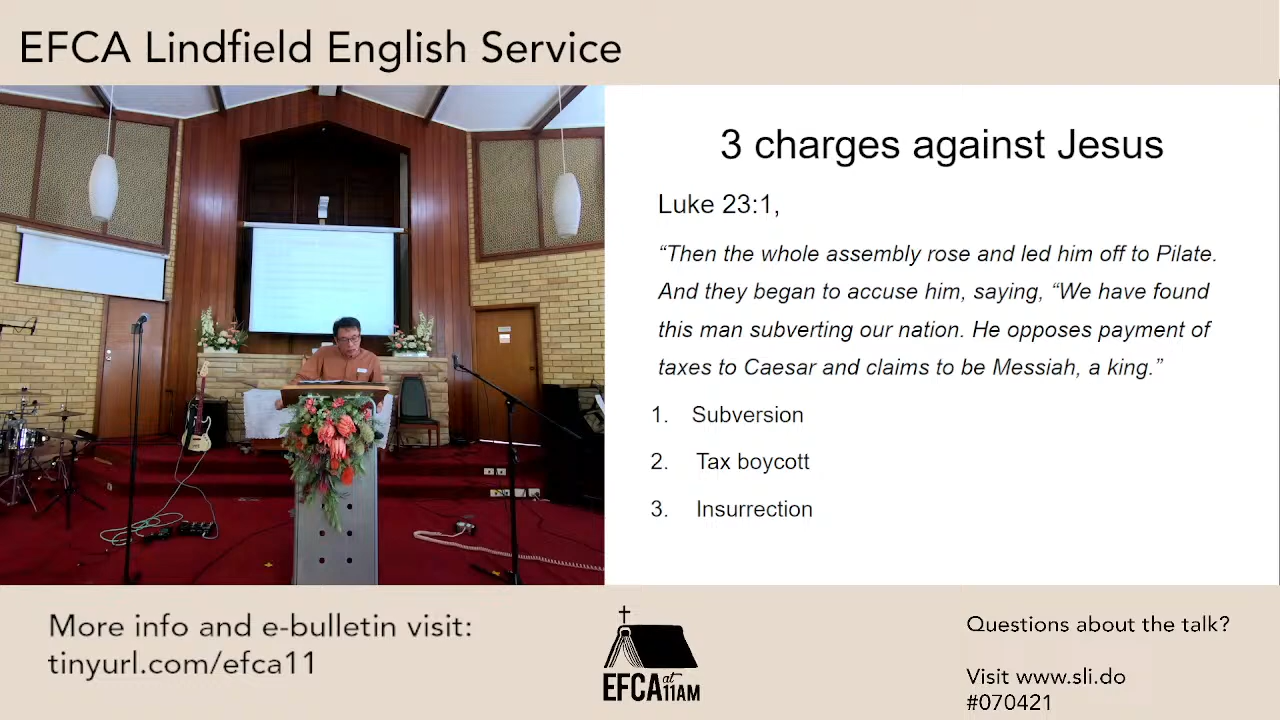 EFCA Lindfield English Service
3 charges against Jesus
Luke 23:1,
“Then the whole assembly rose and led him off to Pilate.
And they began to accuse him, saying, “We have found
this man subverting our nation. He opposes payment of
taxes to Caesar and claims to be Messiah, a king.”
1. Subversion
2. Tax boycott
3. Insurrection
More info and e-bulletin visit:
tinyurl.com/efca11
EFCA at 11AM
Questions about the talk?
Visit www.sli.do
#070421